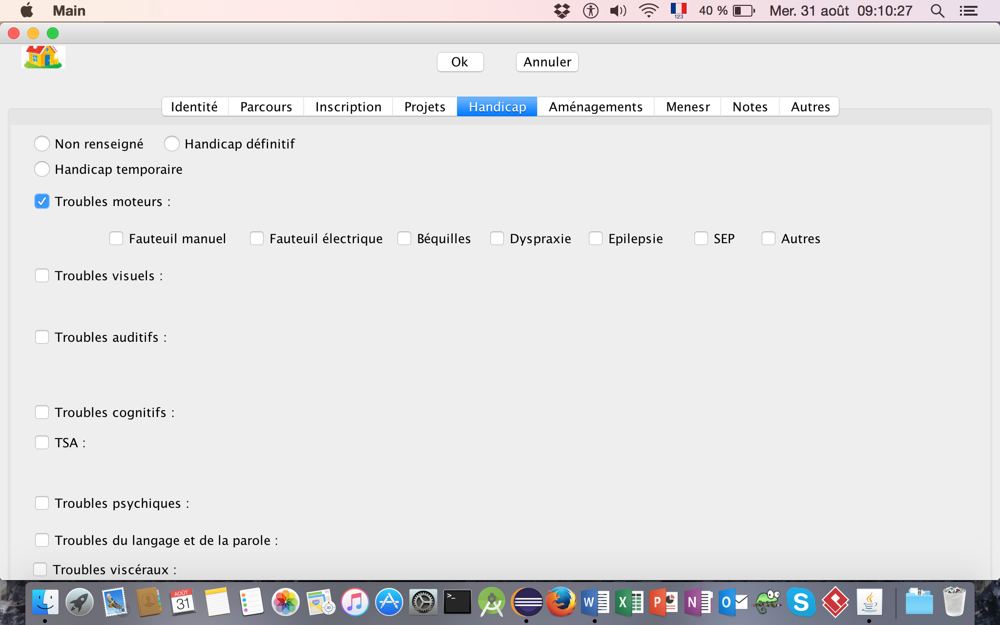 Main 123 40 % Mer. 31 août 09:10:27
Ok Annuler
Identité Parcours Inscription Projets Handicap Aménagements Menesr Notes Autres
Non renseigné Handicap définitif
Handicap temporaire
Troubles moteurs :
Fauteuil manuel Fauteuil électrique Béquilles Dyspraxie Epilepsie SEP Autres
Troubles visuels :
Troubles auditifs :
Troubles cognitifs :
TSA :
Troubles psychiques :
Troubles du langage et de la parole :
Troubles viscéraux :
AOÛT
31 280 3D >_ W X P N O S